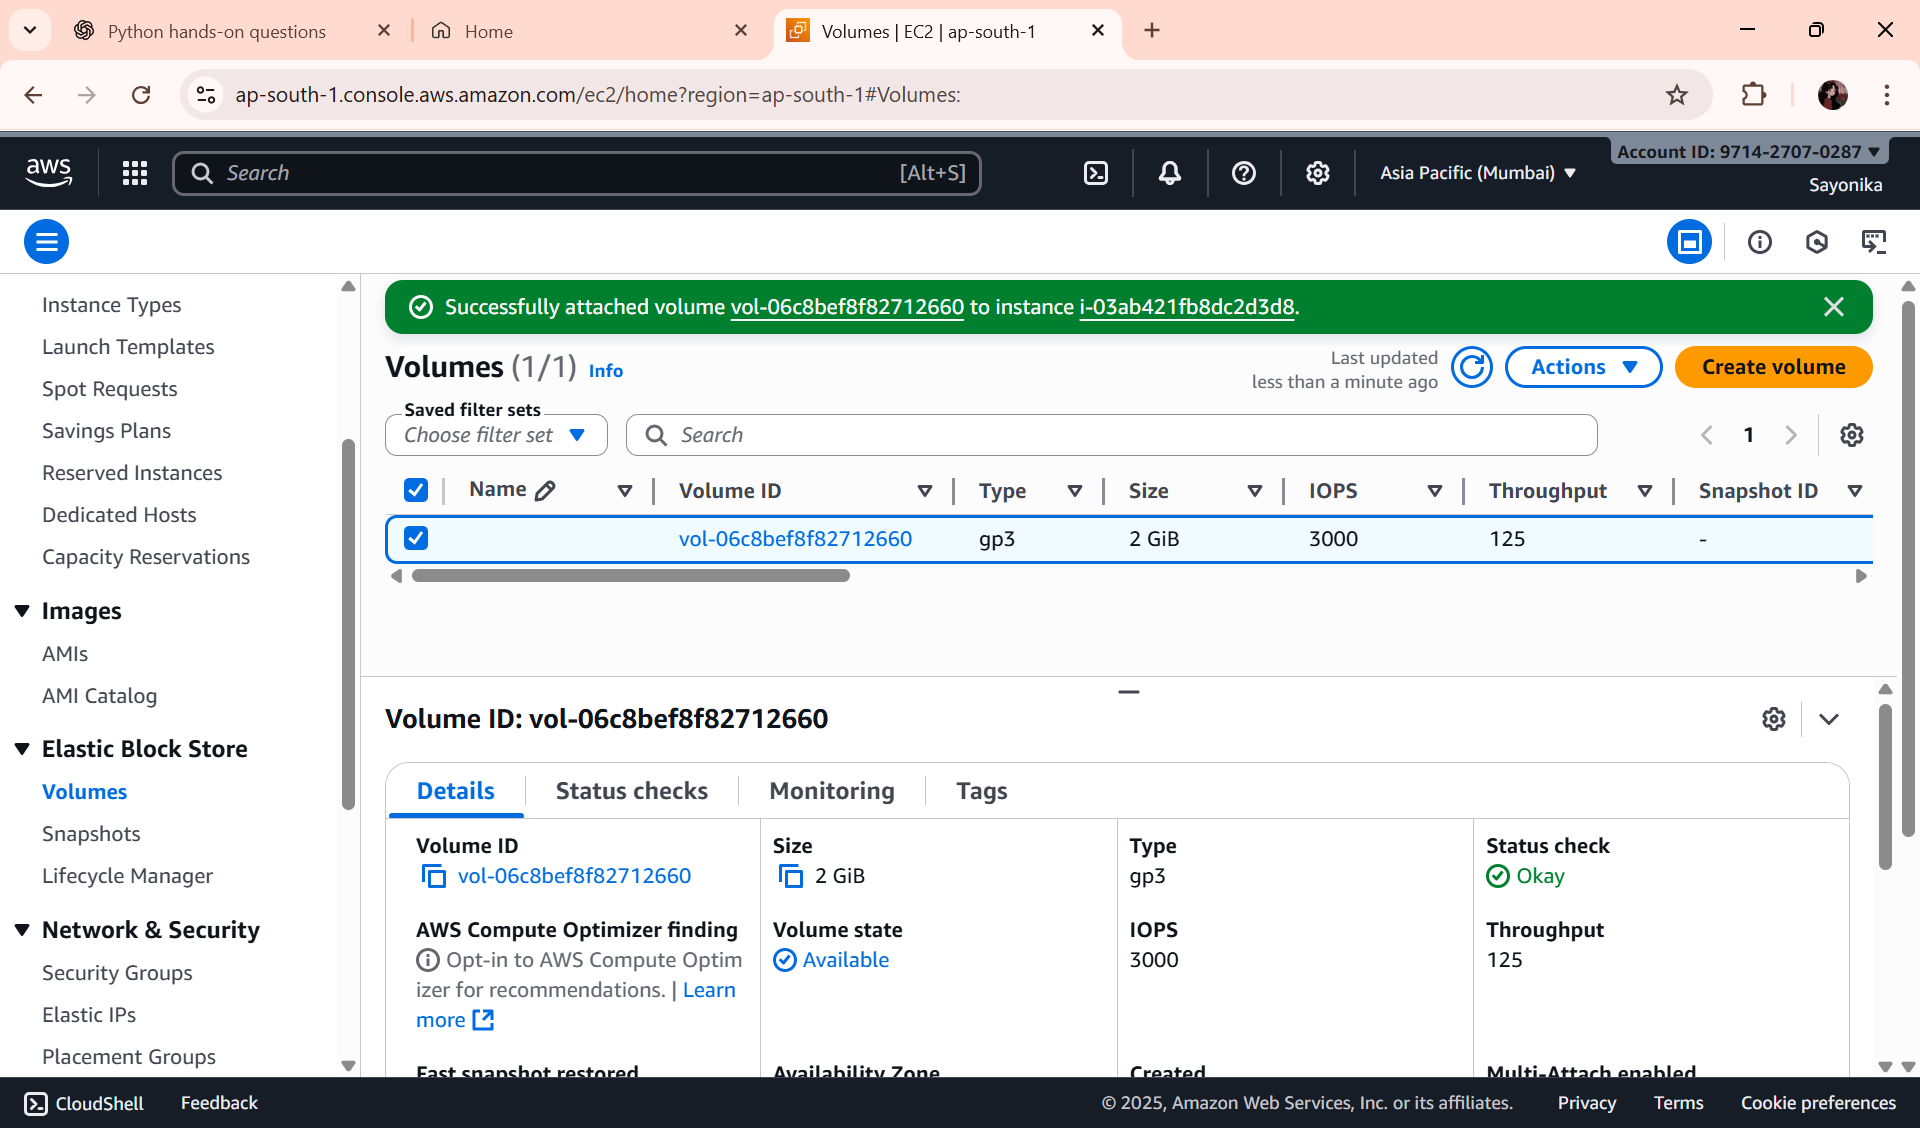 Python hands-on questions
Home
Volumes | EC2 | ap-south-1
ap-south-1.console.aws.amazon.com/ec2/home?region=ap-south-1#Volumes:
aws
Search
[Alt+S]
Asia Pacific (Mumbai)
Account ID: 9714-2707-0287
Sayonika
Instance Types
Launch Templates
Spot Requests
Savings Plans
Reserved Instances
Dedicated Hosts
Capacity Reservations
Images
AMIs
AMI Catalog
Elastic Block Store
Volumes
Snapshots
Lifecycle Manager
Network & Security
Security Groups
Elastic IPs
Placement Groups
Successfully attached volume vol-06c8bef8f82712660 to instance i-03ab421fb8dc2d3d8.
Volumes (1/1) Info
Last updated
less than a minute ago
Actions
Create volume
Saved filter sets
Choose filter set
Search
1
Name Volume ID Type Size IOPS Throughput Snapshot ID
vol-06c8bef8f82712660 gp3 2 GiB 3000 125 -
Volume ID: vol-06c8bef8f82712660
Details Status checks Monitoring Tags
Volume ID
vol-06c8bef8f82712660
Size
2 GiB
Type
gp3
Status check
Okay
AWS Compute Optimizer finding
Opt-in to AWS Compute Optim
izer for recommendations. | Learn
more
Volume state
Available
IOPS
3000
Throughput
125
Fast snapshot restored
Availability Zone
Created
Multi-Attach enabled
CloudShell
Feedback
© 2025, Amazon Web Services, Inc. or its affiliates.
Privacy
Terms
Cookie preferences